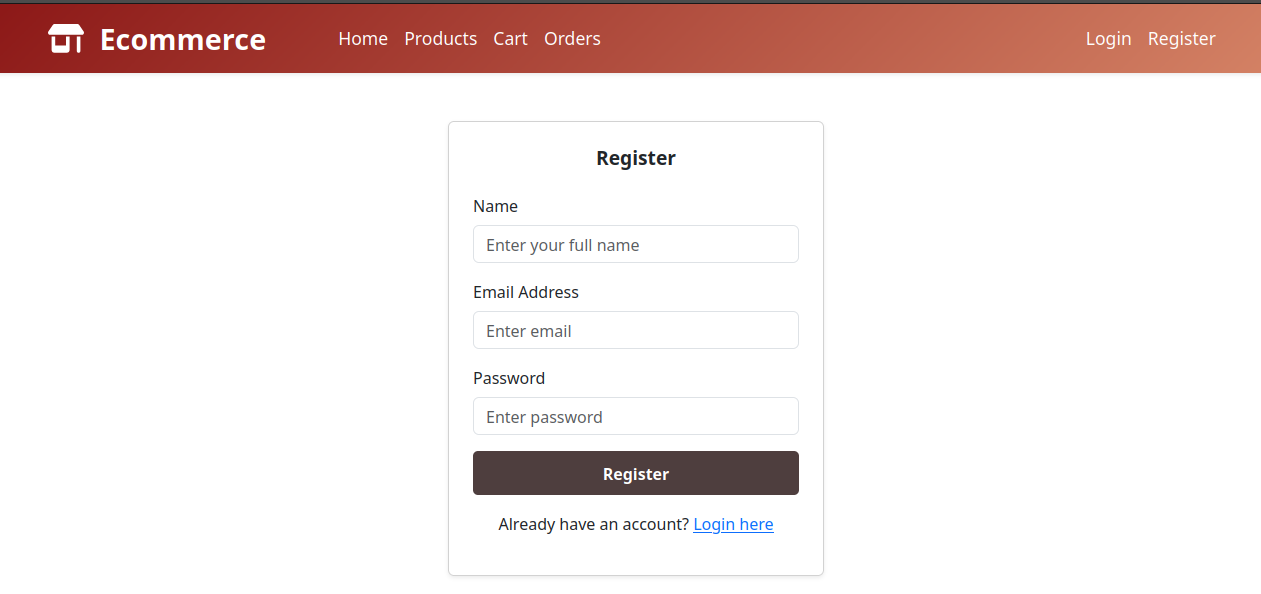 Ecommerce Home Products Cart Orders Login Register
Register
Name
Enter your full name
Email Address
Enter email
Password
Enter password
Register
Already have an account? Login here